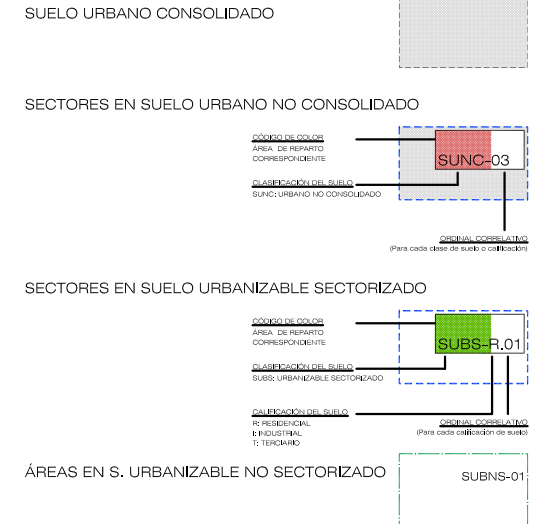 SUELO URBANO CONSOLIDADO
SECTORES EN SUELO URBANO NO CONSOLIDADO
CÓDIGO DE COLOR
ÁREA DE REPARTO
CORRESPONDIENTE
SUNC-03
CLASIFICACIÓN DEL SUELO
SUNC: URBANO NO CONSOLIDADO
ORDINAL CORRELATIVO
(Para cada clase de suelo o calificación)
SECTORES EN SUELO URBANIZABLE SECTORIZADO
CÓDIGO DE COLOR
ÁREA DE REPARTO
CORRESPONDIENTE
SUBS-R.01
CLASIFICACIÓN DEL SUELO
SUBS: URBANIZABLE SECTORIZADO
CALIFICACIÓN DEL SUELO
R: RESIDENCIAL
I: INDUSTRIAL
T: TERCIARIO
ORDINAL CORRELATIVO
(Para cada calificación de suelo)
ÁREAS EN S. URBANIZABLE NO SECTORIZADO
SUBNS-01